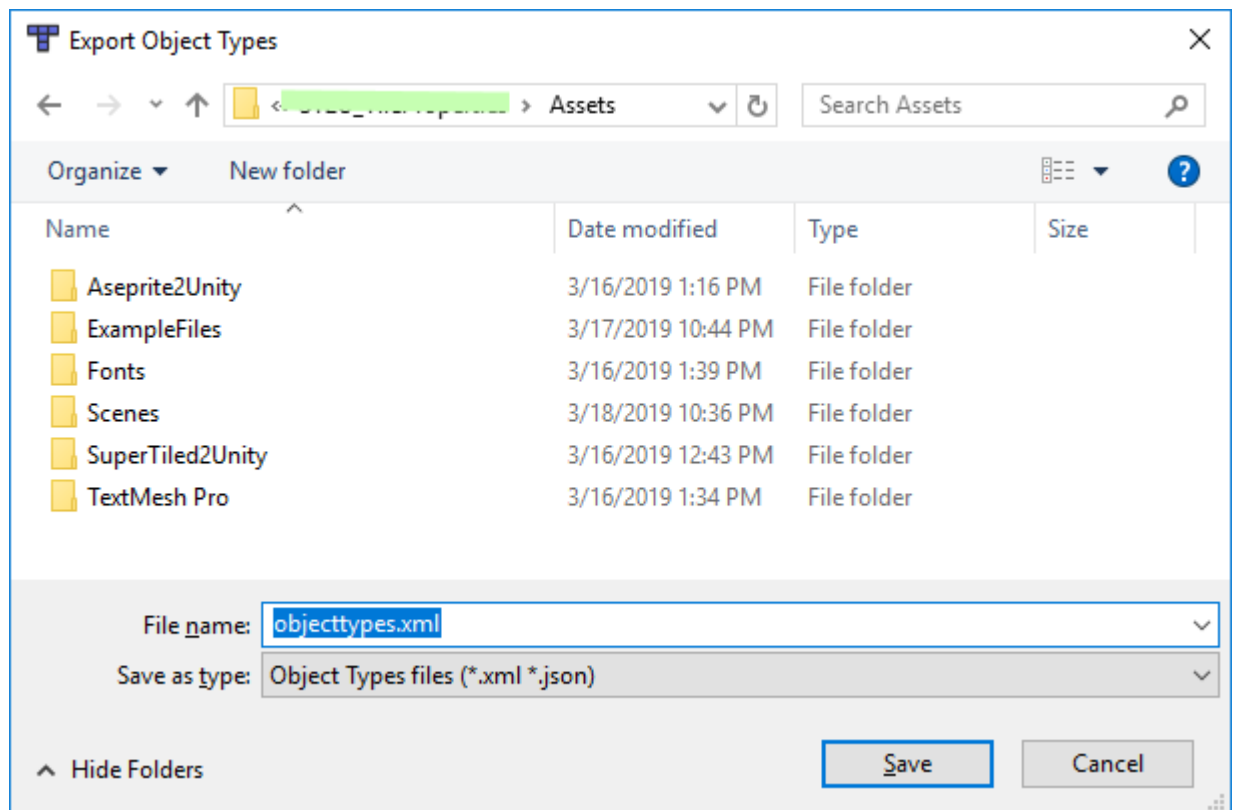 Export Object Types
Assets
Search Assets
Organize
New folder
Name Date modified Type Size
Aseprite2Unity 3/16/2019 1:16 PM File folder
ExampleFiles 3/17/2019 10:44 PM File folder
Fonts 3/16/2019 1:39 PM File folder
Scenes 3/18/2019 10:36 PM File folder
SuperTiled2Unity 3/16/2019 12:43 PM File folder
TextMesh Pro 3/16/2019 1:34 PM File folder
File name: objecttypes.xml
Save as type: Object Types files (*.xml *.json)
Hide Folders
Save
Cancel